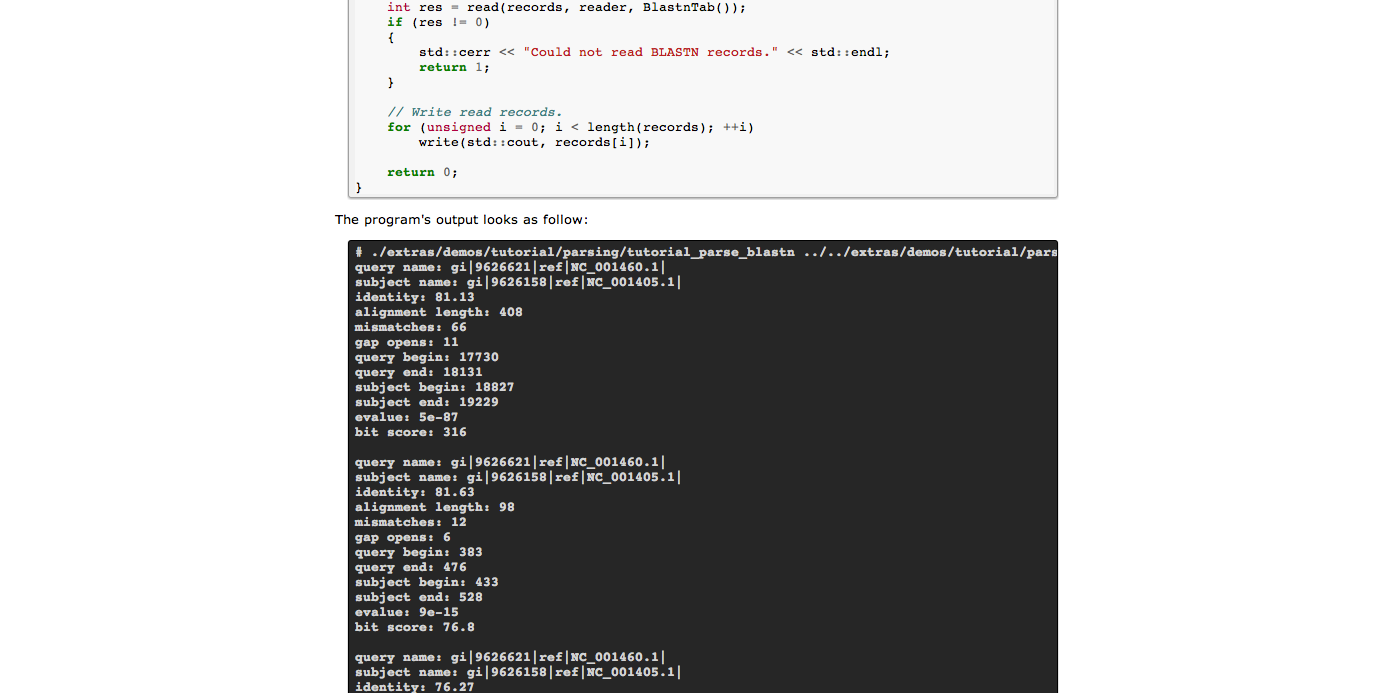 int res = read(records, reader, BlastnTab());
if (res != 0)
{
std::cerr << "Could not read BLASTN records." << std::endl;
return 1;
}
// Write read records.
for (unsigned i = 0; i < length(records); ++i)
write(std::cout, records[i]);
return 0;
}
The program's output looks as follow:
# ./extras/demos/tutorial/parsing/tutorial_parse_blastn ../../extras/demos/tutorial/pars
query name: gi|9626621|ref|NC_001460.1|
subject name: gi|9626158|ref|NC_001405.1|
identity: 81.13
alignment length: 408
mismatches: 66
gap opens: 11
query begin: 17730
query end: 18131
subject begin: 18827
subject end: 19229
evalue: 5e-87
bit score: 316
query name: gi|9626621|ref|NC_001460.1|
subject name: gi|9626158|ref|NC_001405.1|
identity: 81.63
alignment length: 98
mismatches: 12
gap opens: 6
query begin: 383
query end: 476
subject begin: 433
subject end: 528
evalue: 9e-15
bit score: 76.8
query name: gi|9626621|ref|NC_001460.1|
subject name: gi|9626158|ref|NC_001405.1|
identity: 76.27